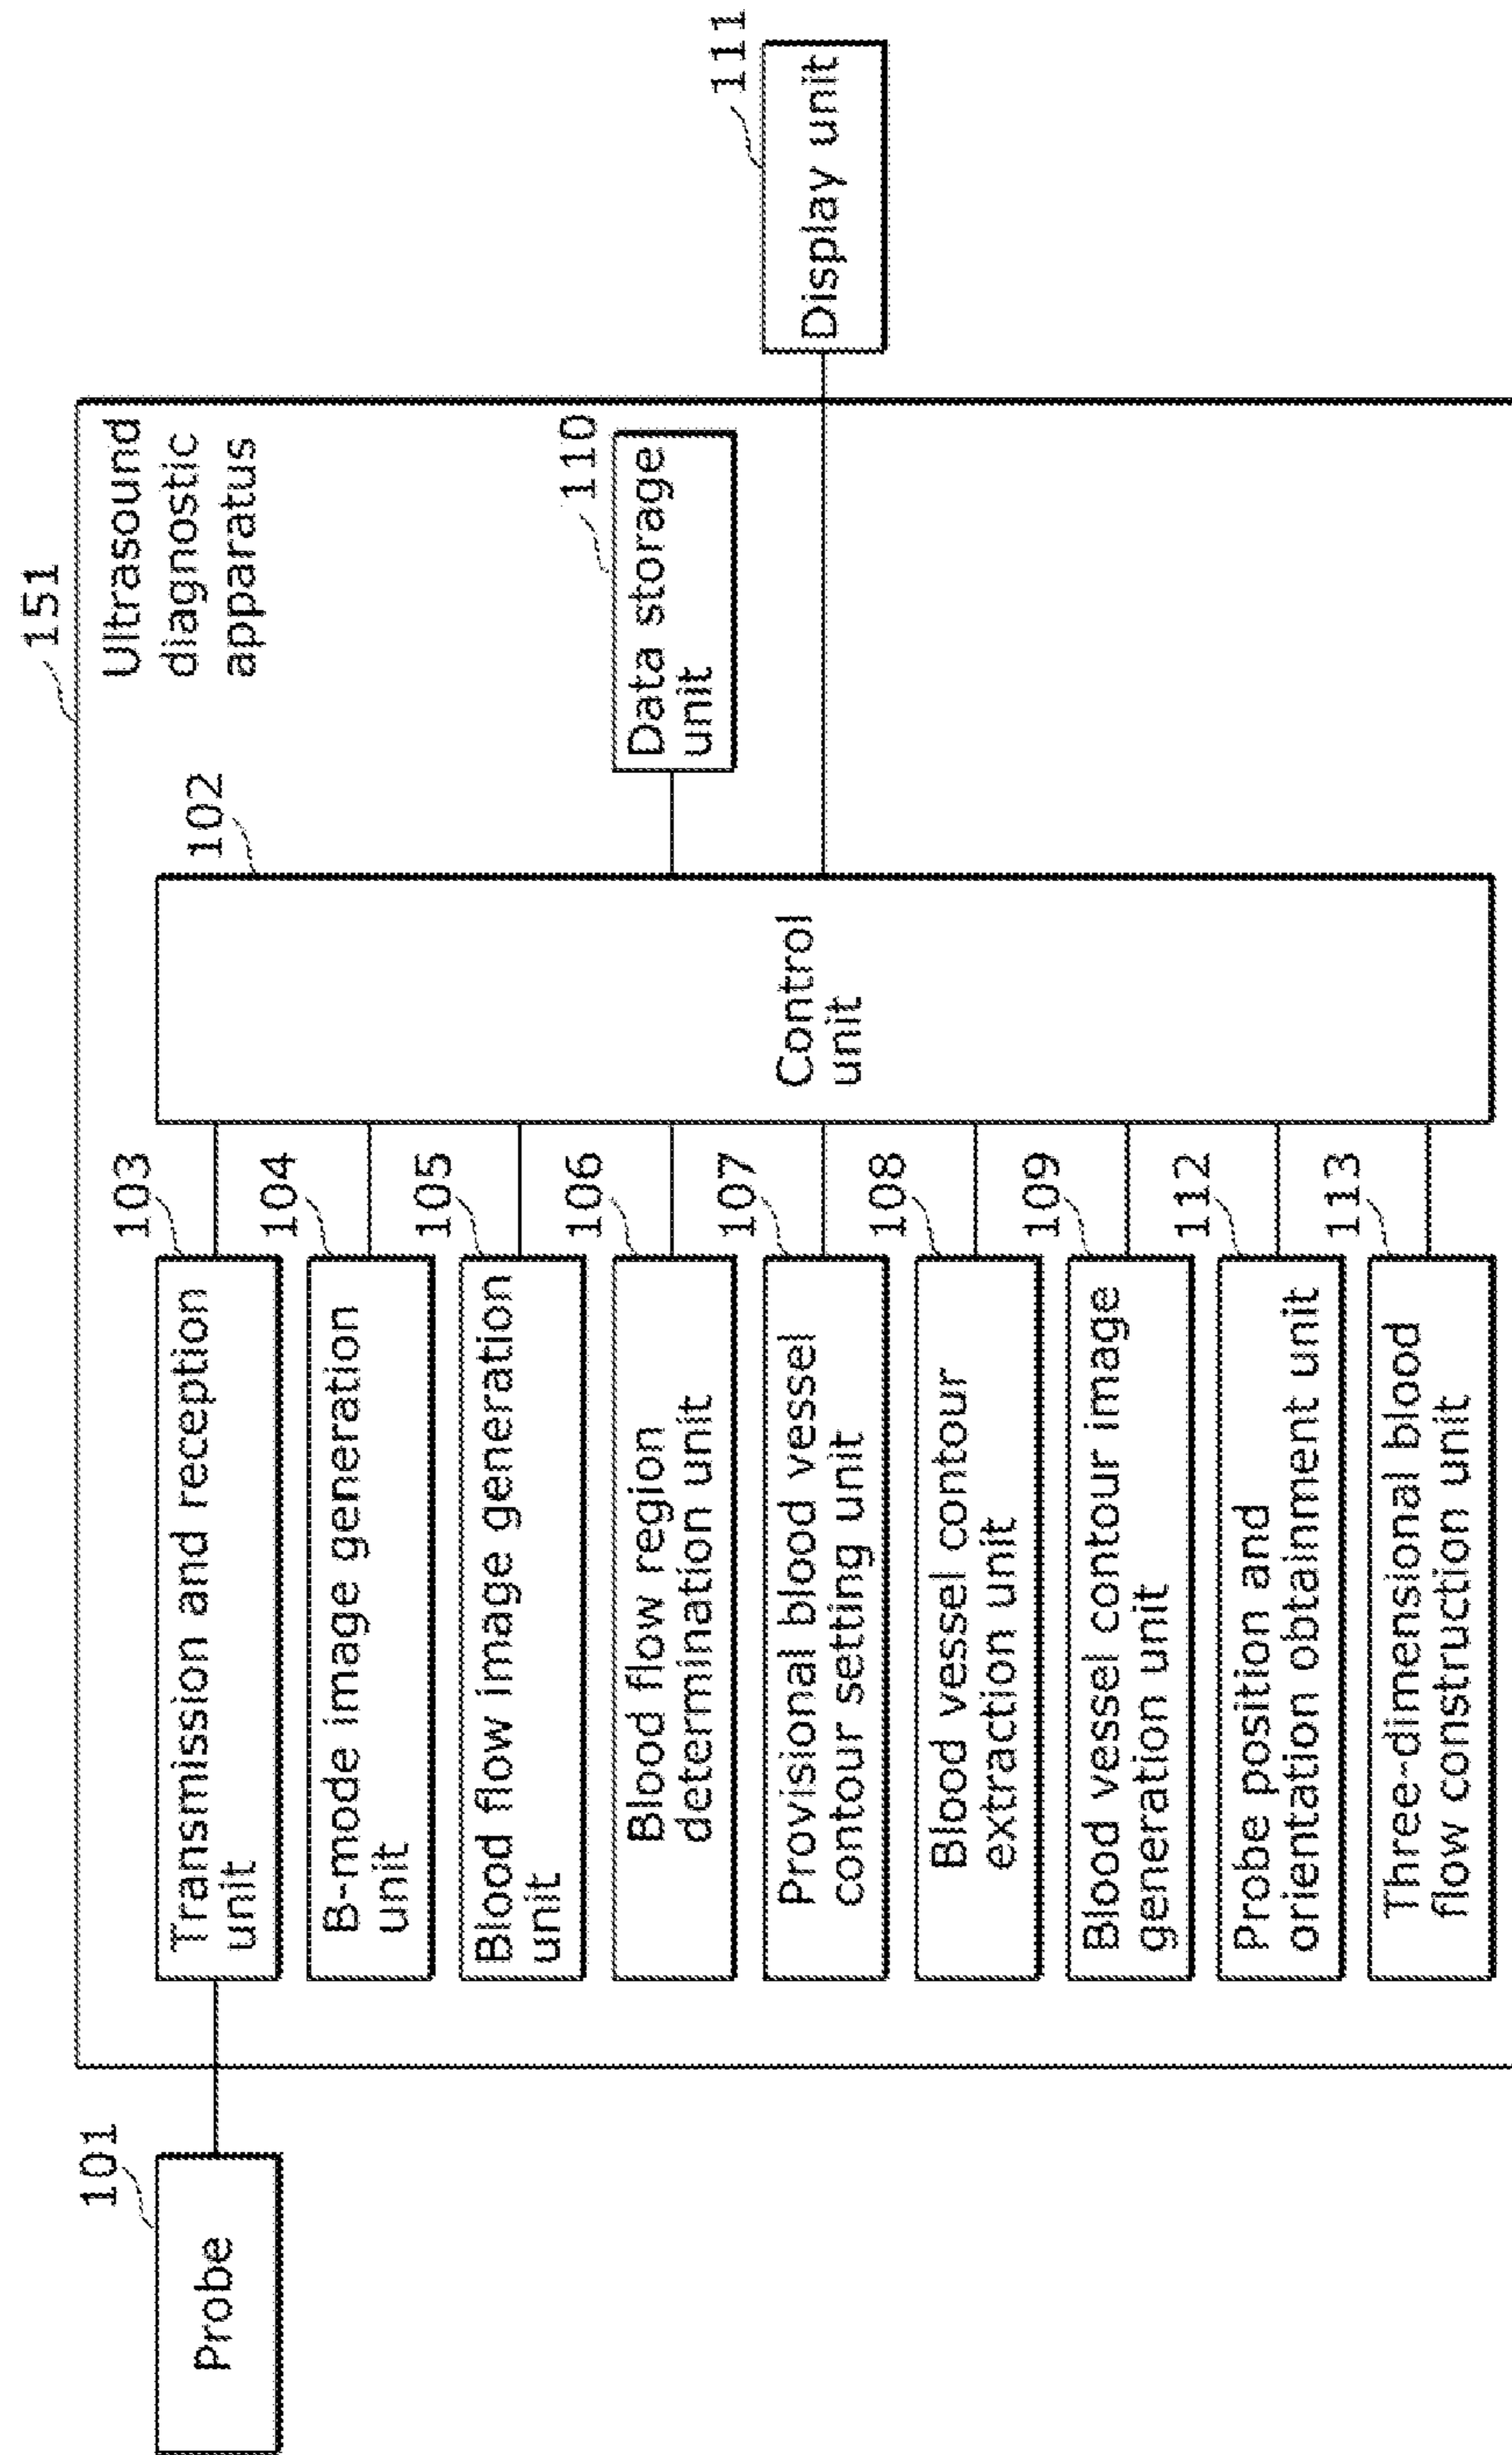 151
Ultrasound
diagnostic
apparatus
101
Probe
103
Transmission and reception
unit
104
B-mode image generation
unit
105
Blood flow image generation
unit
106
Blood flow region
determination unit
107
Provisional blood vessel
contour setting unit
108
Blood vessel contour
extraction unit
109
Blood vessel contour image
generation unit
112
Probe position and
orientation obtainment unit
113
Three-dimensional blood
flow construction unit
102
Control
unit
110
Data storage
unit
111
Display unit